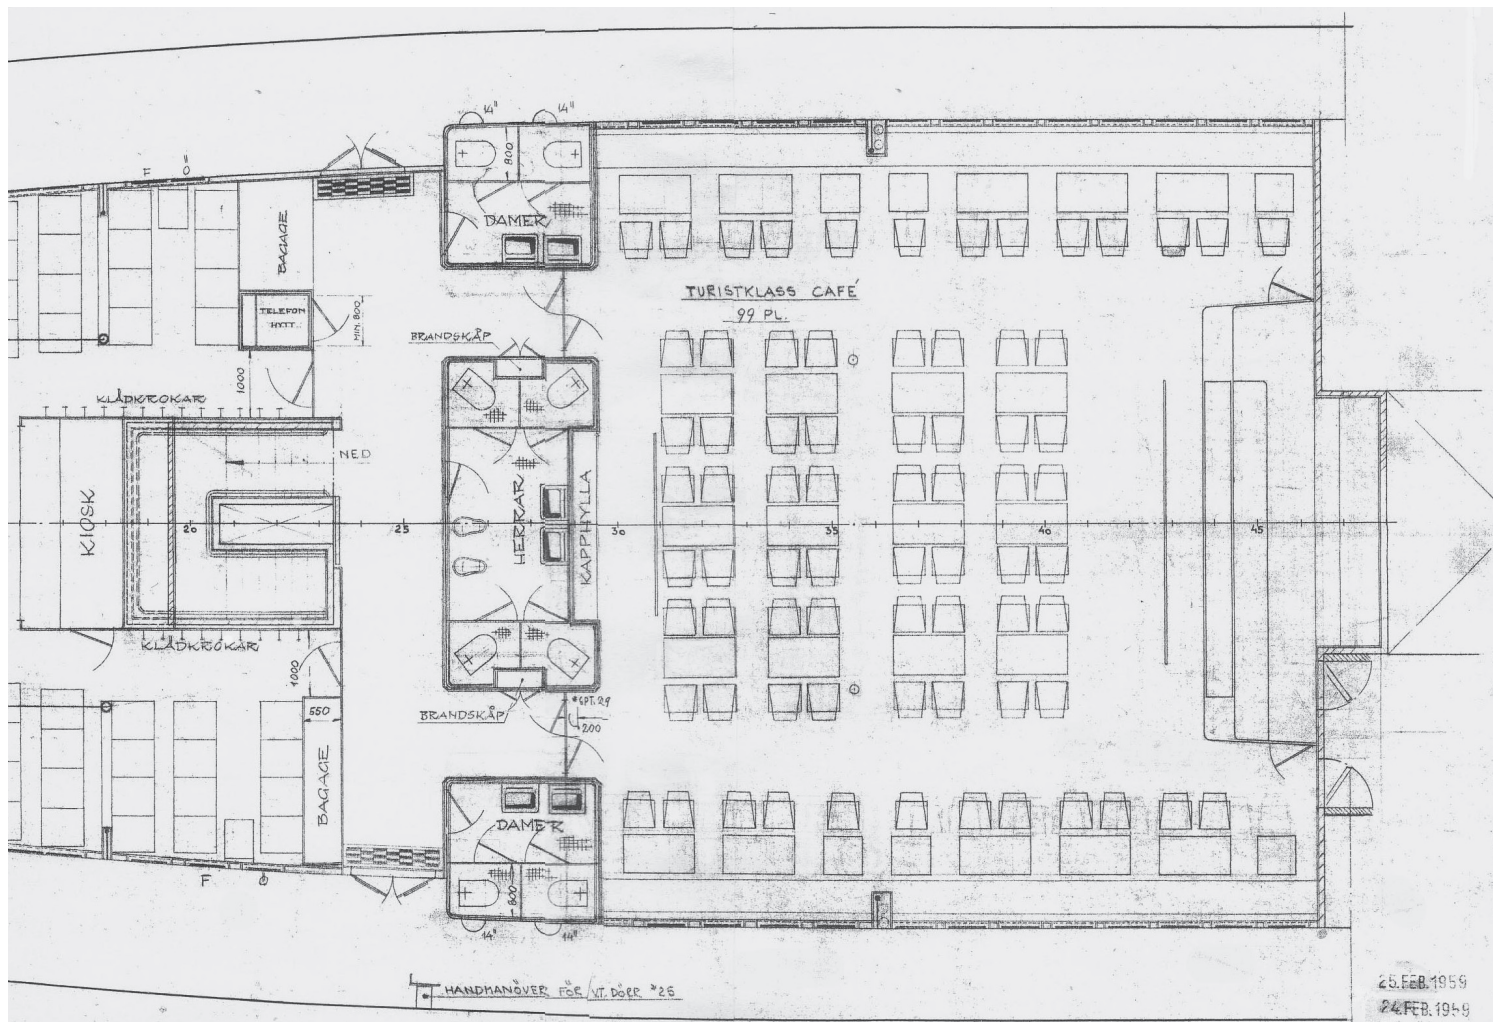 14"
14"
800
F
Ö"
DAMER
BAGAGE
TELEFON
HYTT.
MIN. 800
TURISTKLASS CAFÉ
99 PL.
BRANDSKÅP
1000
KLÄDKROKAR
NED
KIOSK
HERRAR
KAPPHYLLA
20
25
30
35
40
45
KLÄDKROKAR
1000
550
BAGAGE
BRANDSKÅP
SPT. 29
200
DAMER
800
F
Ö
14"
14"
HANDMANÖVER FÖR V.T. DÖRR #26
25. FEB. 1959
24. FEB. 1959